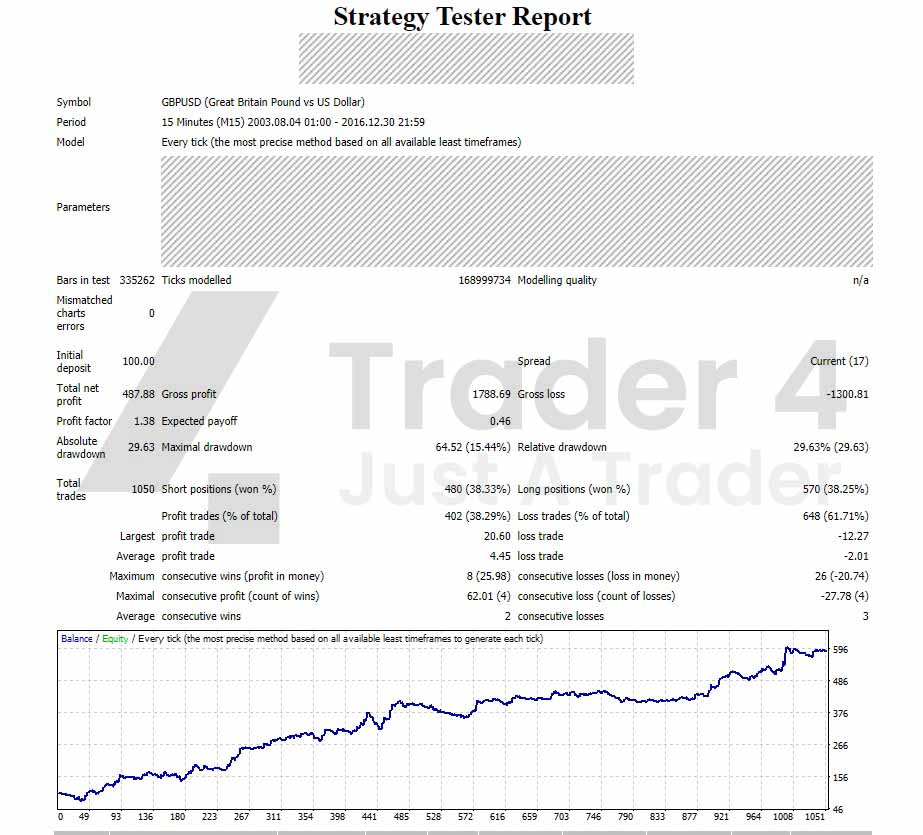 Strategy Tester Report
Symbol GBPUSD (Great Britain Pound vs US Dollar)
Period 15 Minutes (M15) 2003.08.04 01:00 - 2016.12.30 21:59
Model Every tick (the most precise method based on all available least timeframes)
Parameters
Bars in test 335262 Ticks modelled 168999734 Modelling quality n/a
Mismatched
charts
errors 0
Initial
deposit 100.00 Spread Current (17)
Total net
profit 487.88 Gross profit 1788.69 Gross loss -1300.81
Profit factor 1.38 Expected payoff 0.46
Absolute
drawdown 29.63 Maximal drawdown 64.52 (15.44%) Relative drawdown 29.63% (29.63)
Total
trades 1050 Short positions (won %) 480 (38.33%) Long positions (won %) 570 (38.25%)
Profit trades (% of total) 402 (38.29%) Loss trades (% of total) 648 (61.71%)
Largest profit trade 20.60 loss trade -12.27
Average profit trade 4.45 loss trade -2.01
Maximum consecutive wins (profit in money) 8 (25.98) consecutive losses (loss in money) 26 (-20.74)
Maximal consecutive profit (count of wins) 62.01 (4) consecutive loss (count of losses) -27.78 (4)
Average consecutive wins 2 consecutive losses 3
Trader 4
Just A Trader
Balance / Equity / Every tick (the most precise method based on all available least timeframes to generate each tick)
596
486
376
266
156
46
0 49 93 136 180 223 267 311 354 398 441 485 528 572 616 659 703 746 790 833 877 921 964 1008 1051